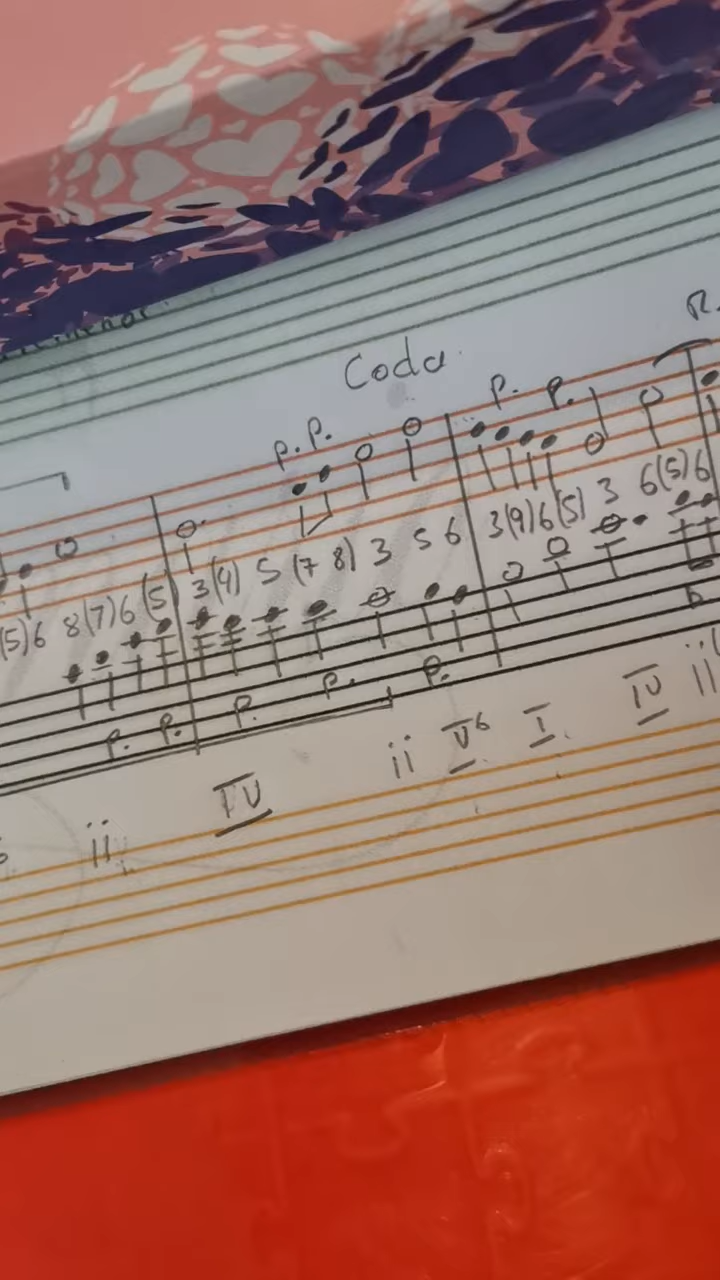 Coda
p. p. p. p.
(5) 6 8 (7) 6 (5) 3 (4) 5 (7 8) 3 5 6 3 (9) 6 (5) 3 6 (5) 6
p. p. p. p. p.
ii IV ii V6 I. IV ii